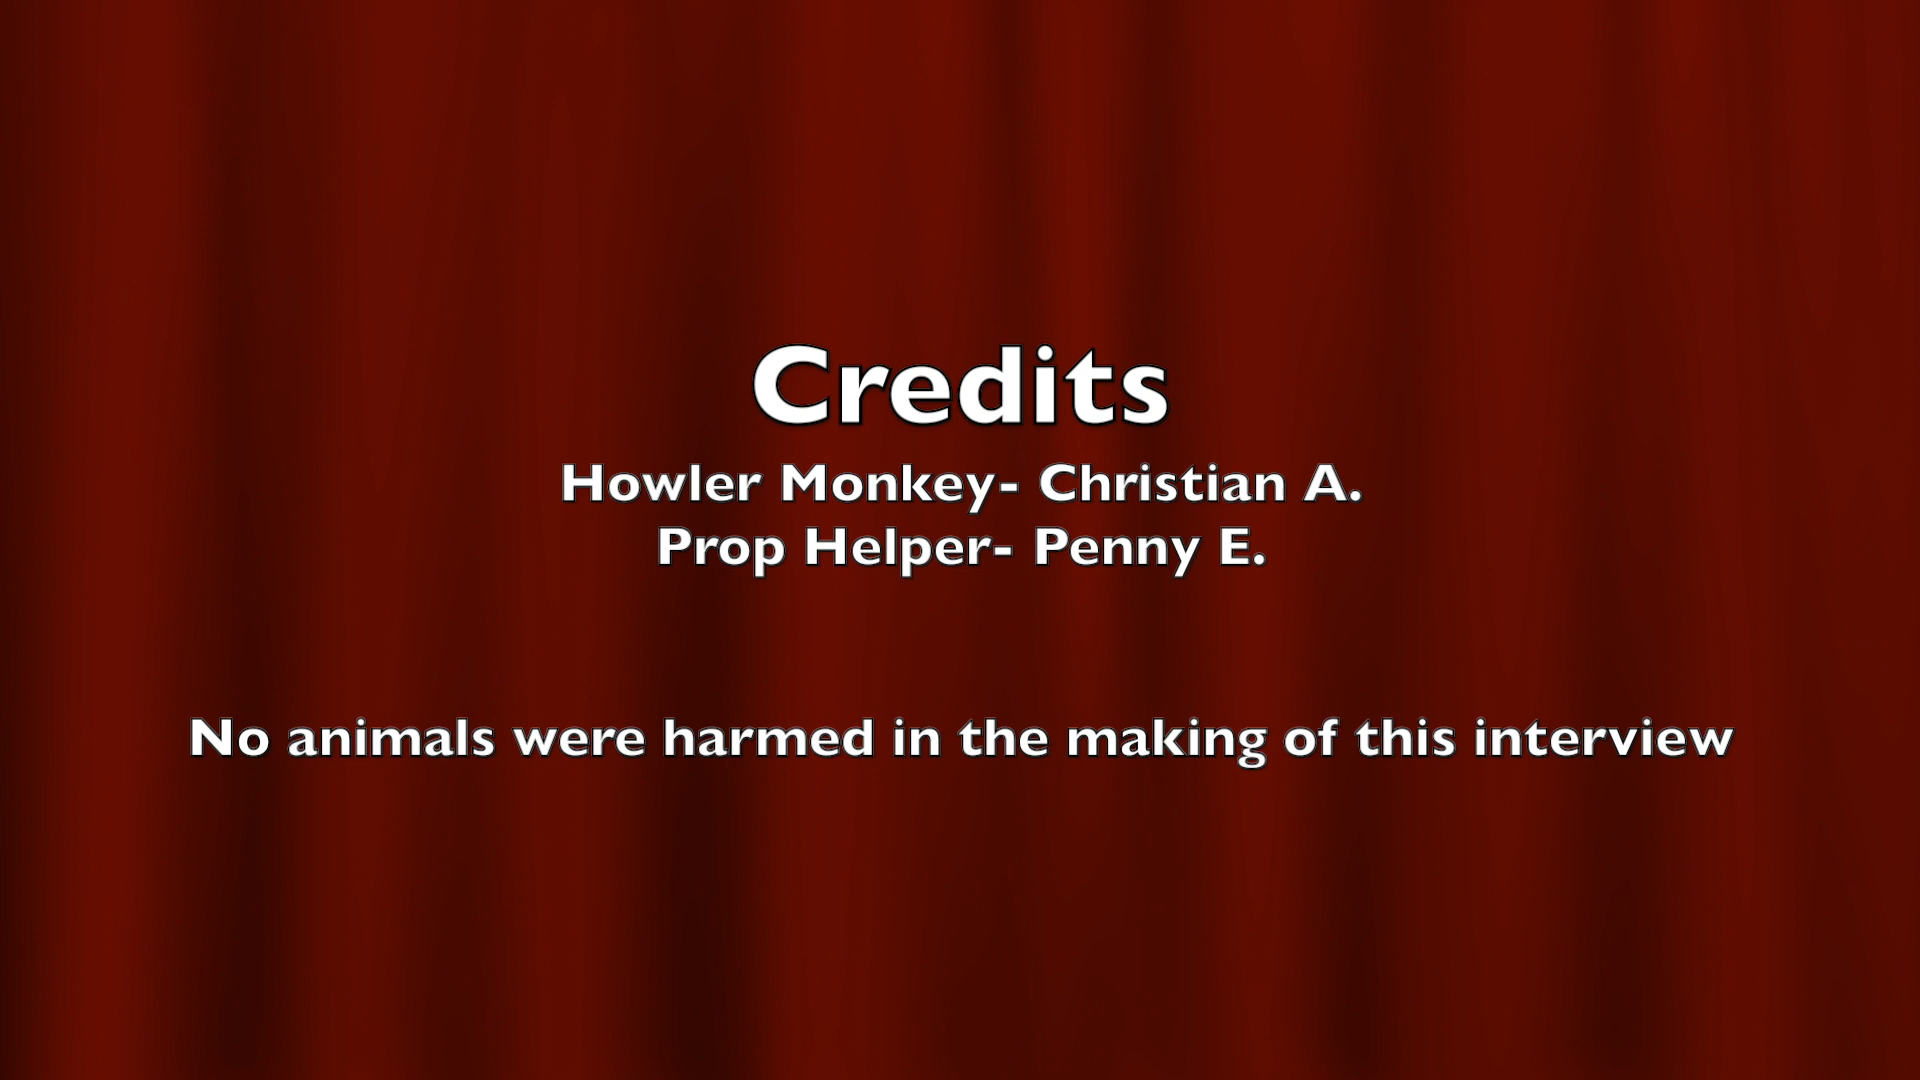 Credits
Howler Monkey- Christian A.
Prop Helper- Penny E.
No animals were harmed in the making of this interview